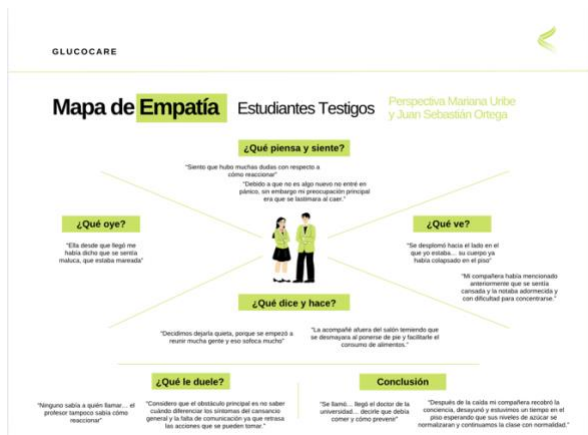 GLUCOCARE
Mapa de Empatía Estudiantes Testigos
Perspectiva Mariana Uribe
y Juan Sebastián Ortega
¿Qué piensa y siente?
"Siento que hubo muchas dudas con respecto a
cómo reaccionar"
"Debido a que no es algo nuevo no entré en
pánico, sin embargo mi preocupación principal
era que se lastimara al caer."
¿Qué oye?
"Ella desde que llegó me
había dicho que se sentía
maluca, que estaba mareada"
¿Qué ve?
"Se desplomó hacia el lado en el
que yo estaba... su cuerpo ya
había colapsado en el piso"
"Mi compañera había mencionado
anteriormente que se sentía
cansada y la notaba adormecida y
con dificultad para concentrarse."
¿Qué dice y hace?
"Decidimos dejarla quieta, porque se empezó a
reunir mucha gente y eso sofoca mucho"
"La acompañé afuera del salón temiendo que
se desmayara al ponerse de pie y facilitarle el
consumo de alimentos."
¿Qué le duele?
"Ninguno sabía a quién llamar... el
profesor tampoco sabía cómo
reaccionar"
"Considero que el obstáculo principal es no saber
cuándo diferenciar los síntomas del cansancio
general y la falta de comunicación ya que retrasa
las acciones que se pueden tomar."
Conclusión
"Se llamó... llegó el doctor de la
universidad... decirle que debía
comer y cómo prevenir"
"Después de la caída mi compañera recobró la
conciencia, desayunó y estuvimos un tiempo en el
piso esperando que sus niveles de azúcar se
normalizaran y continuamos la clase con normalidad."